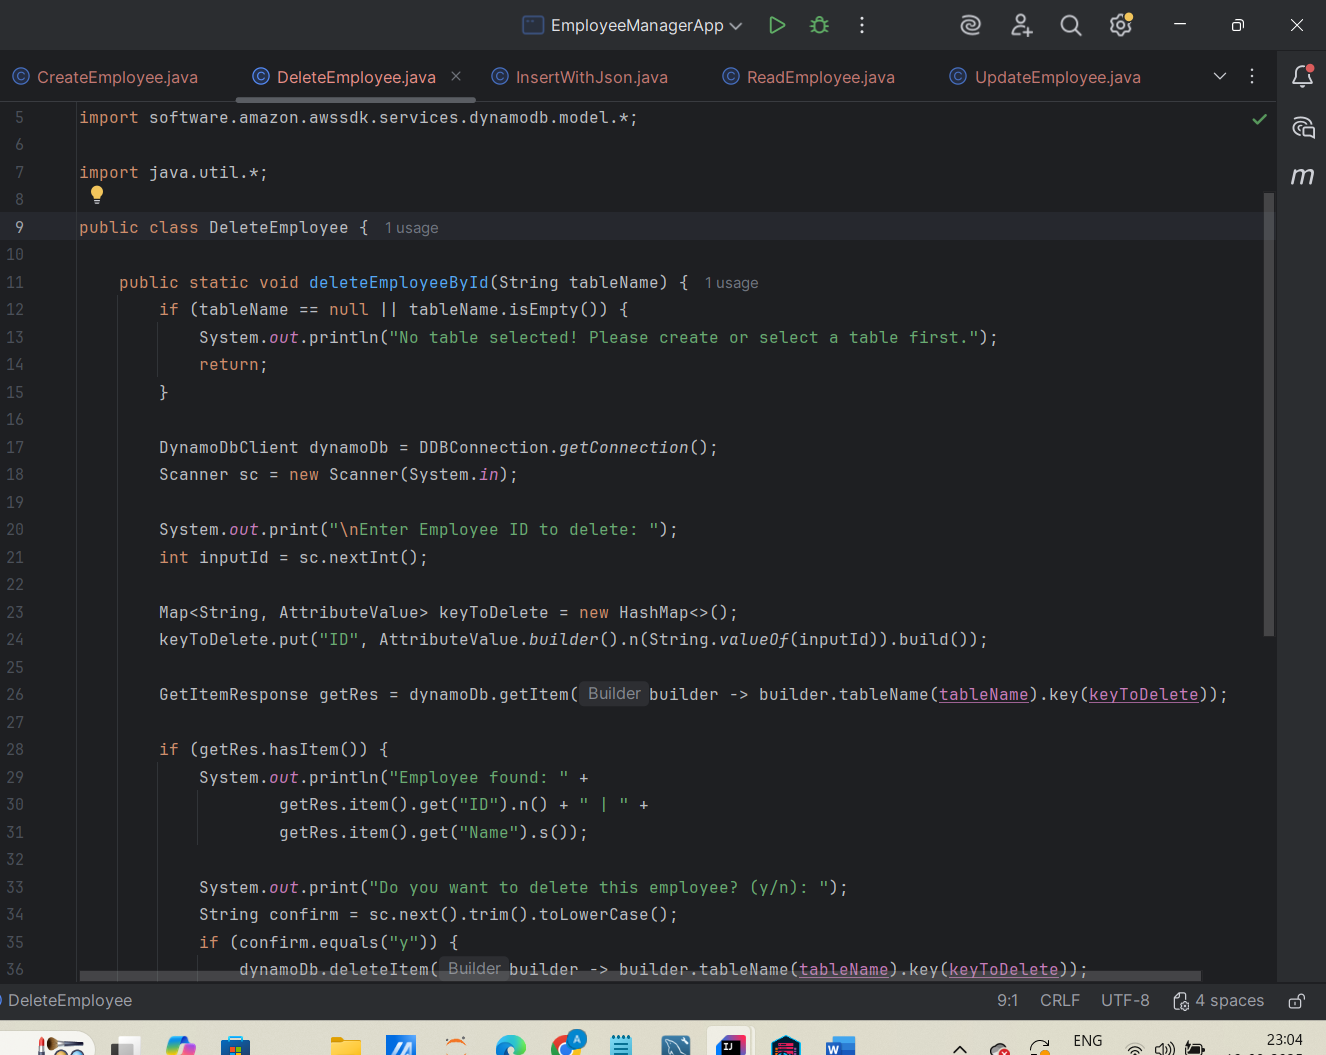 EmployeeManagerApp
CreateEmployee.java DeleteEmployee.java InsertWithJson.java ReadEmployee.java UpdateEmployee.java
5 import software.amazon.awssdk.services.dynamodb.model.*;
6
7 import java.util.*;
8
9 public class DeleteEmployee { 1 usage
10
11 public static void deleteEmployeeById(String tableName) { 1 usage
12 if (tableName == null || tableName.isEmpty()) {
13 System.out.println("No table selected! Please create or select a table first.");
14 return;
15 }
16
17 DynamoDbClient dynamoDb = DDBConnection.getConnection();
18 Scanner sc = new Scanner(System.in);
19
20 System.out.print("\nEnter Employee ID to delete: ");
21 int inputId = sc.nextInt();
22
23 Map<String, AttributeValue> keyToDelete = new HashMap<>();
24 keyToDelete.put("ID", AttributeValue.builder().n(String.valueOf(inputId)).build());
25
26 GetItemResponse getRes = dynamoDb.getItem( Builder builder -> builder.tableName(tableName).key(keyToDelete));
27
28 if (getRes.hasItem()) {
29 System.out.println("Employee found: " +
30 getRes.item().get("ID").n() + " | " +
31 getRes.item().get("Name").s());
32
33 System.out.print("Do you want to delete this employee? (y/n): ");
34 String confirm = sc.next().trim().toLowerCase();
35 if (confirm.equals("y")) {
36 dynamoDb.deleteItem( Builder builder -> builder.tableName(tableName).key(keyToDelete));
DeleteEmployee 9:1 CRLF UTF-8 4 spaces
ENG 23:04